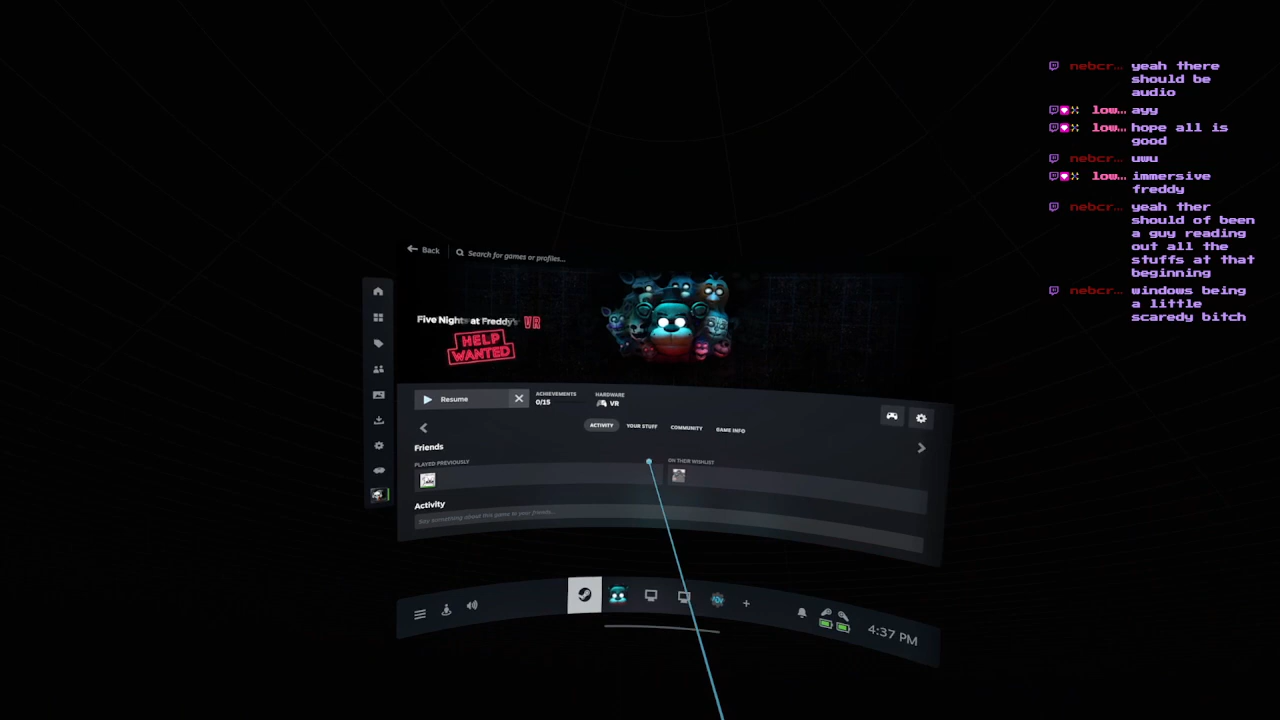 nebcr... yeah there
should be
audio
low... ayy
low... hope all is
good
nebcr... uwu
low... immersive
freddy
nebcr... yeah ther
should of been
a guy reading
out all the
stuffs at that
beginning
nebcr... windows being
a little
scaredy bitch
Back
Search for games or profiles...
Five Nights at Freddy's VR
HELP
WANTED
Resume
ACHIEVEMENTS
0/15
HARDWARE
VR
ACTIVITY YOUR STUFF COMMUNITY GAME INFO
Friends
PLAYED PREVIOUSLY
ON THEIR WISHLIST
Activity
Say something about this game to your friends...
4:37 PM